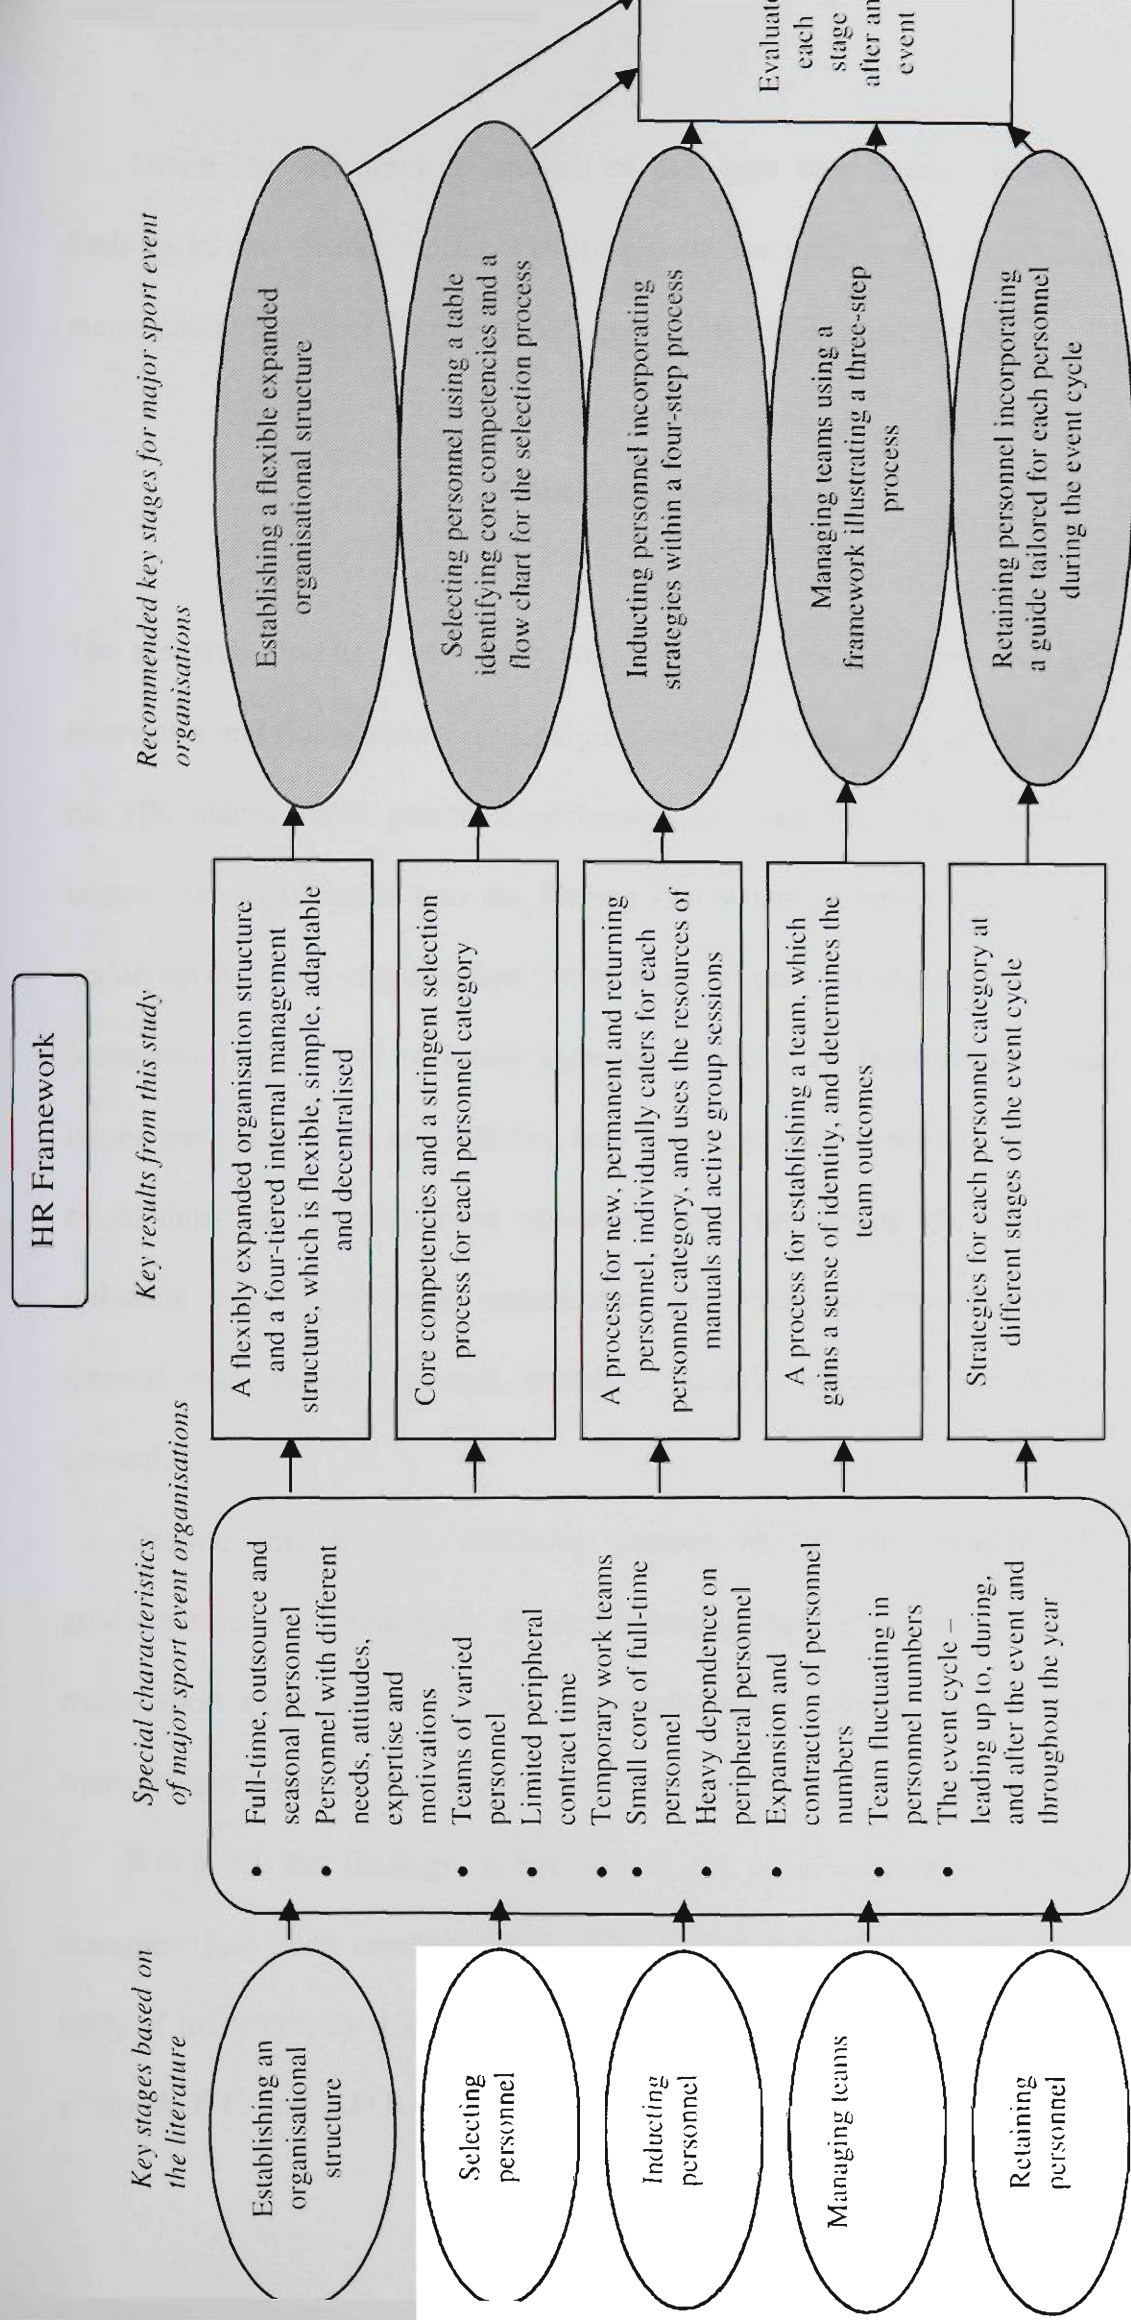 HR Framework
Key stages based on
the literature
Establishing an
organisational
structure
Selecting
personnel
Inducting
personnel
Managing teams
Retaining
personnel
Special characteristics
of major sport event organisations
• Full-time, outsource and
seasonal personnel
• Personnel with different
needs, attitudes,
expertise and
motivations
• Teams of varied
personnel
• Limited peripheral
contract time
• Temporary work teams
• Small core of full-time
personnel
• Heavy dependence on
peripheral personnel
• Expansion and
contraction of personnel
numbers
• Team fluctuating in
personnel numbers
• The event cycle –
leading up to, during,
and after the event and
throughout the year
Key results from this study
A flexibly expanded organisation structure
and a four-tiered internal management
structure, which is flexible, simple, adaptable
and decentralised
Core competencies and a stringent selection
process for each personnel category
A process for new, permanent and returning
personnel, individually caters for each
personnel category, and uses the resources of
manuals and active group sessions
A process for establishing a team, which
gains a sense of identity, and determines the
team outcomes
Strategies for each personnel category at
different stages of the event cycle
Recommended key stages for major sport event
organisations
Establishing a flexible expanded
organisational structure
Selecting personnel using a table
identifying core competencies and a
flow chart for the selection process
Inducting personnel incorporating
strategies within a four-step process
Managing teams using a
framework illustrating a three-step
process
Retaining personnel incorporating
a guide tailored for each personnel
during the event cycle
Evaluate
each
stage
after an
event